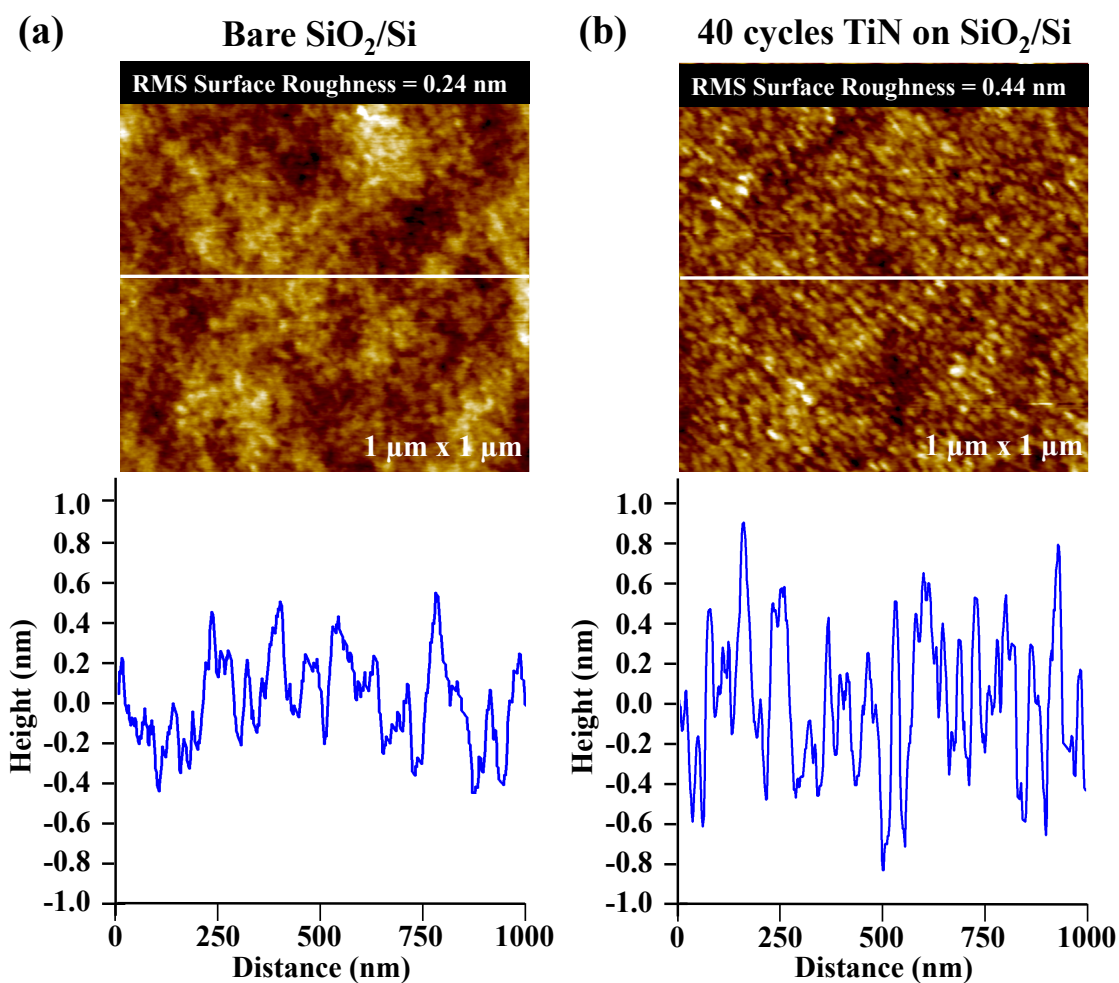 (a) Bare SiO₂/Si
RMS Surface Roughness = 0.24 nm
1 µm x 1 µm
1.0
0.8
0.6
0.4
0.2
0.0
-0.2
-0.4
-0.6
-0.8
-1.0
Height (nm)
0 250 500 750 1000
Distance (nm)
(b) 40 cycles TiN on SiO₂/Si
RMS Surface Roughness = 0.44 nm
1 µm x 1 µm
1.0
0.8
0.6
0.4
0.2
0.0
-0.2
-0.4
-0.6
-0.8
-1.0
Height (nm)
0 250 500 750 1000
Distance (nm)